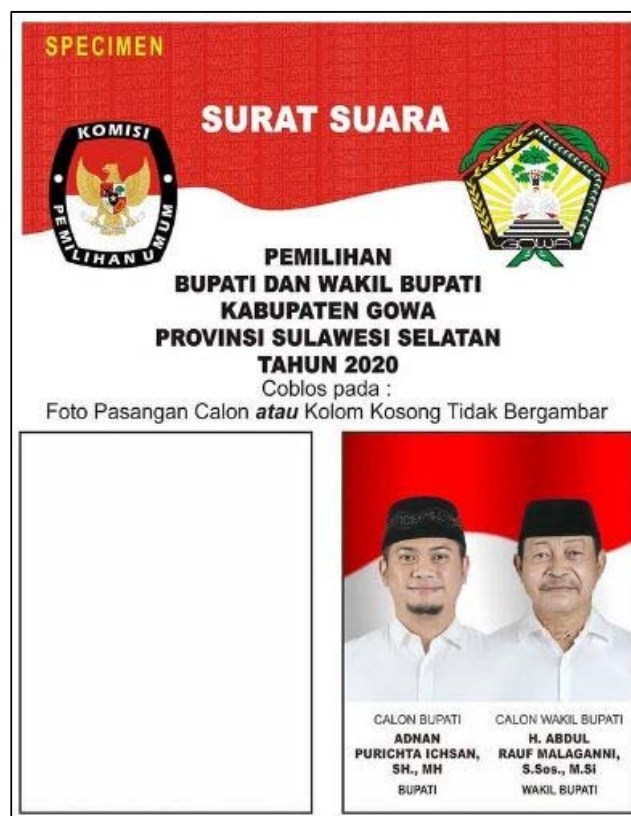 SPECIMEN
SURAT SUARA
KOMISI
PEMILIHAN UMUM
GOWA
PEMILIHAN
BUPATI DAN WAKIL BUPATI
KABUPATEN GOWA
PROVINSI SULAWESI SELATAN
TAHUN 2020
Coblos pada :
Foto Pasangan Calon atau Kolom Kosong Tidak Bergambar
CALON BUPATI
ADNAN
PURICHTA ICHSAN,
SH., MH
BUPATI
CALON WAKIL BUPATI
H. ABDUL
RAUF MALAGANNI,
S.Sos., M.Si
WAKIL BUPATI